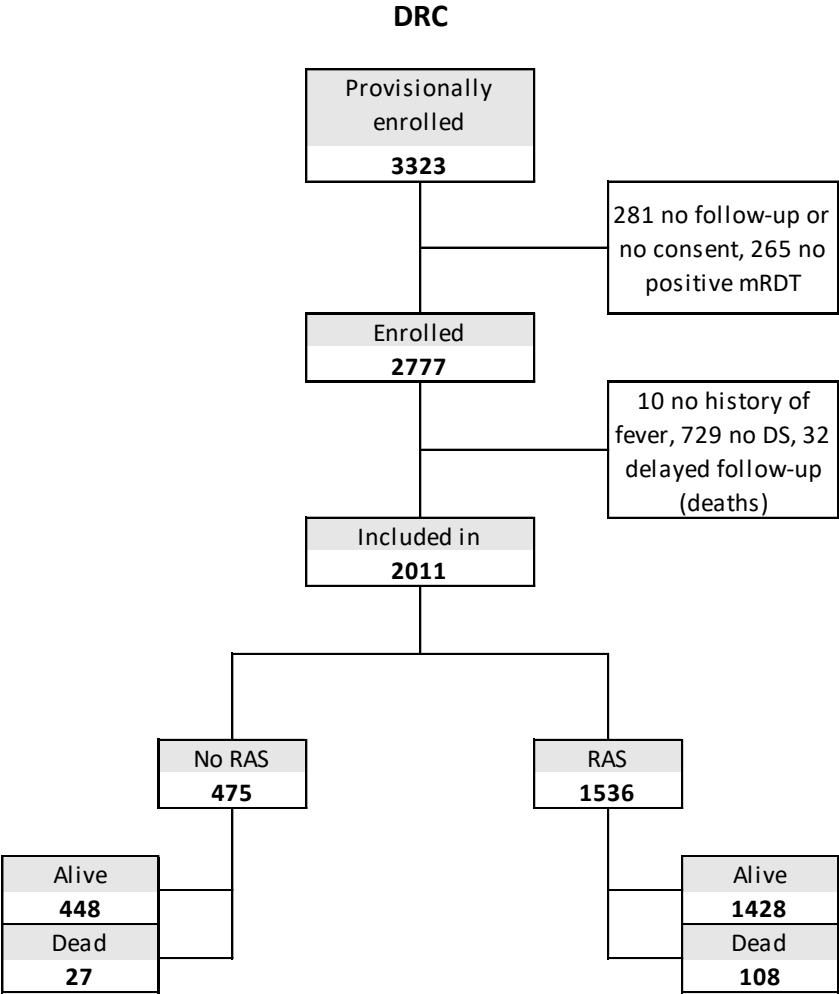 DRC
Provisionally
enrolled
3323
281 no follow-up or
no consent, 265 no
positive mRDT
Enrolled
2777
10 no history of
fever, 729 no DS, 32
delayed follow-up
(deaths)
Included in
2011
No RAS
475
RAS
1536
Alive
448
Dead
27
Alive
1428
Dead
108